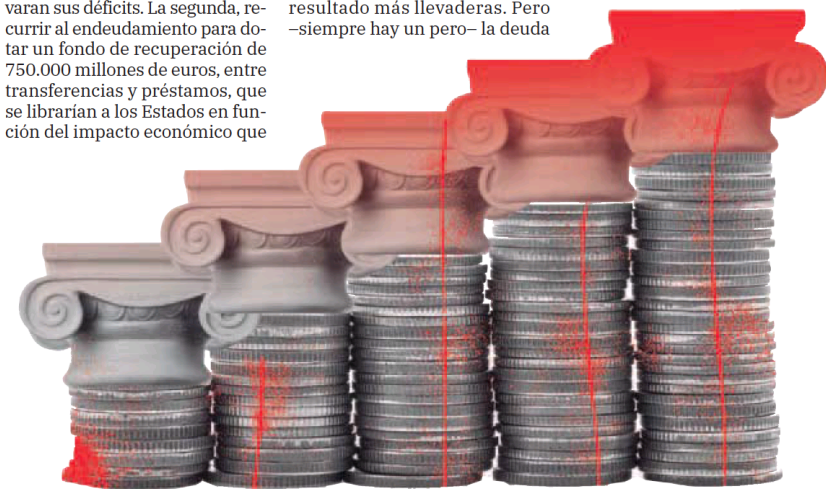 varan sus déficits. La segunda, re-
currir al endeudamiento para do-
tar un fondo de recuperación de
750.000 millones de euros, entre
transferencias y préstamos, que
se librarían a los Estados en fun-
ción del impacto económico que
resultado más llevaderas. Pero
–siempre hay un pero– la deuda